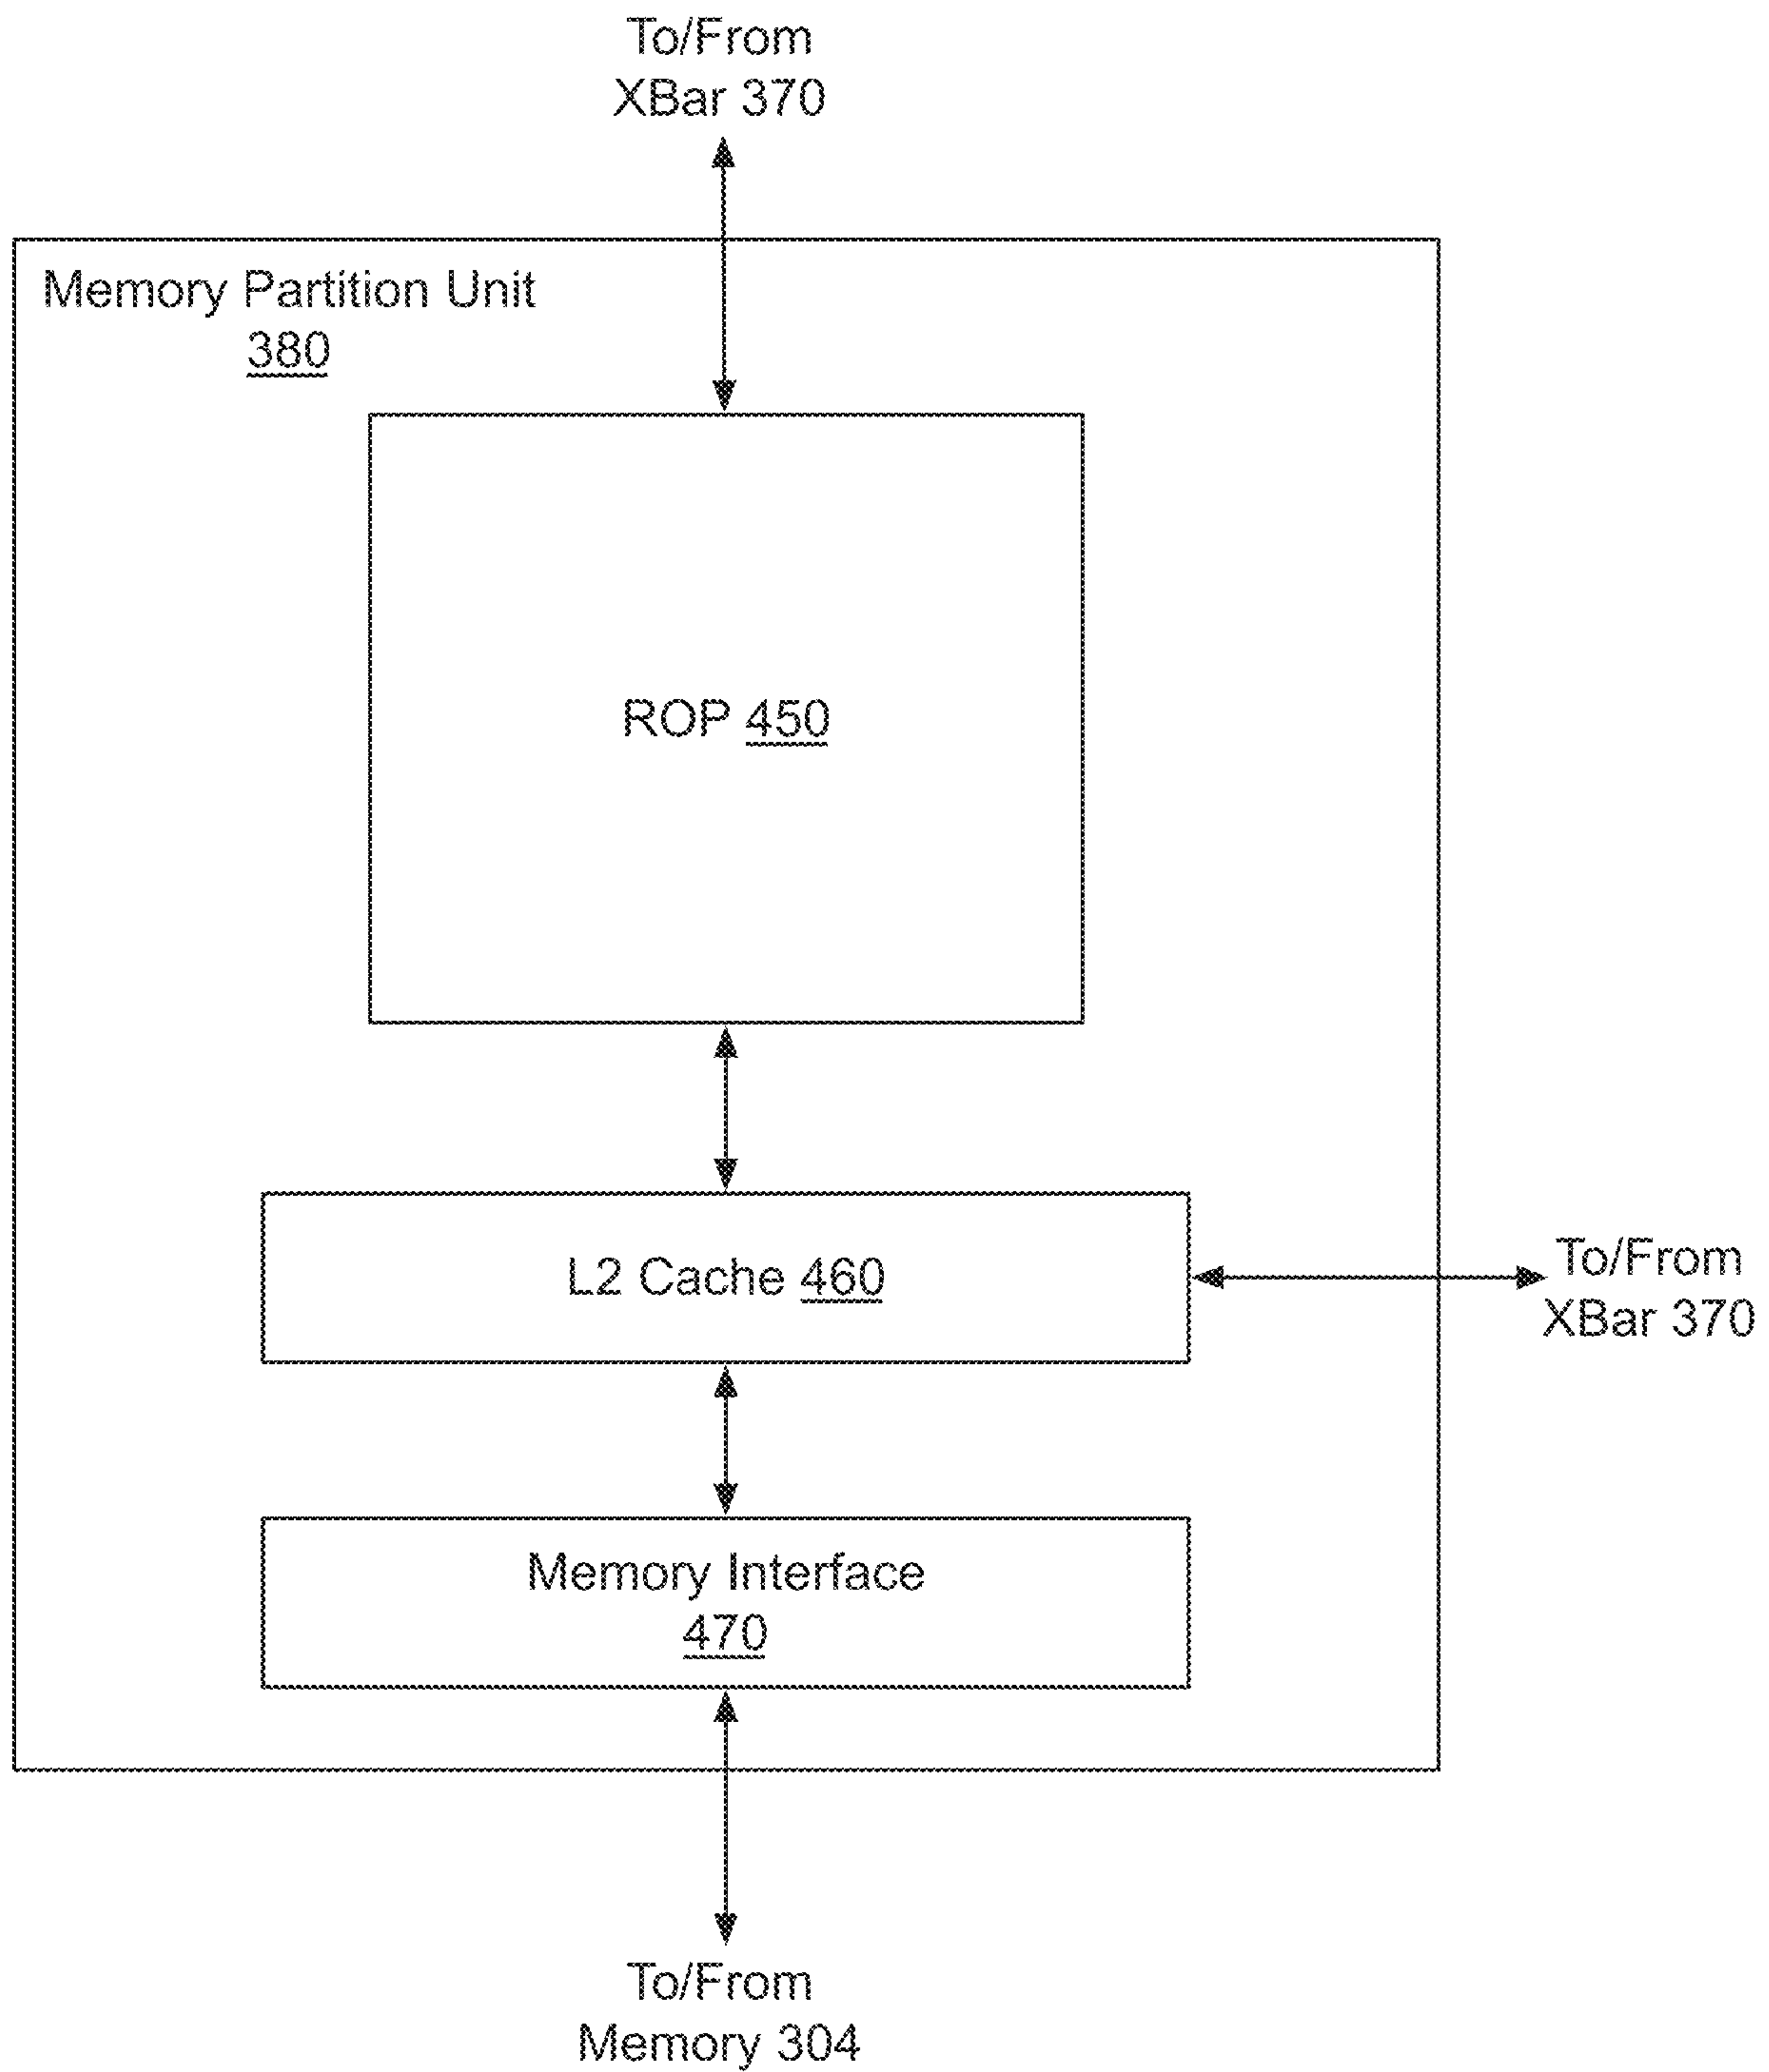 To/From
XBar 370
Memory Partition Unit
380
ROP 450
L2 Cache 460
To/From
XBar 370
Memory Interface
470
To/From
Memory 304